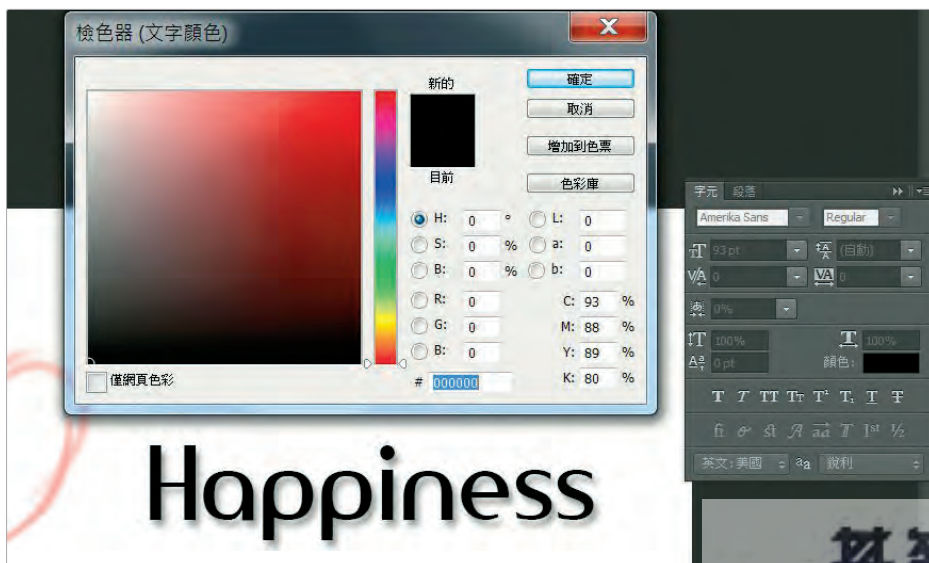 檢色器 (文字顏色)
新的
目前
確定
取消
增加到色票
色彩庫
H: 0 °
S: 0 %
B: 0 %
R: 0
G: 0
B: 0
L: 0
a: 0
b: 0
C: 93 %
M: 88 %
Y: 89 %
K: 80 %
# 000000
僅網頁色彩
字元 段落
Amerika Sans Regular
93 pt (自動)
0 0
0%
100% 100%
0 pt 顏色:
T T TT Tт T¹ T₁ T T
fi st A aa T 1st ½
英文:美國 aa 銳利
Happiness